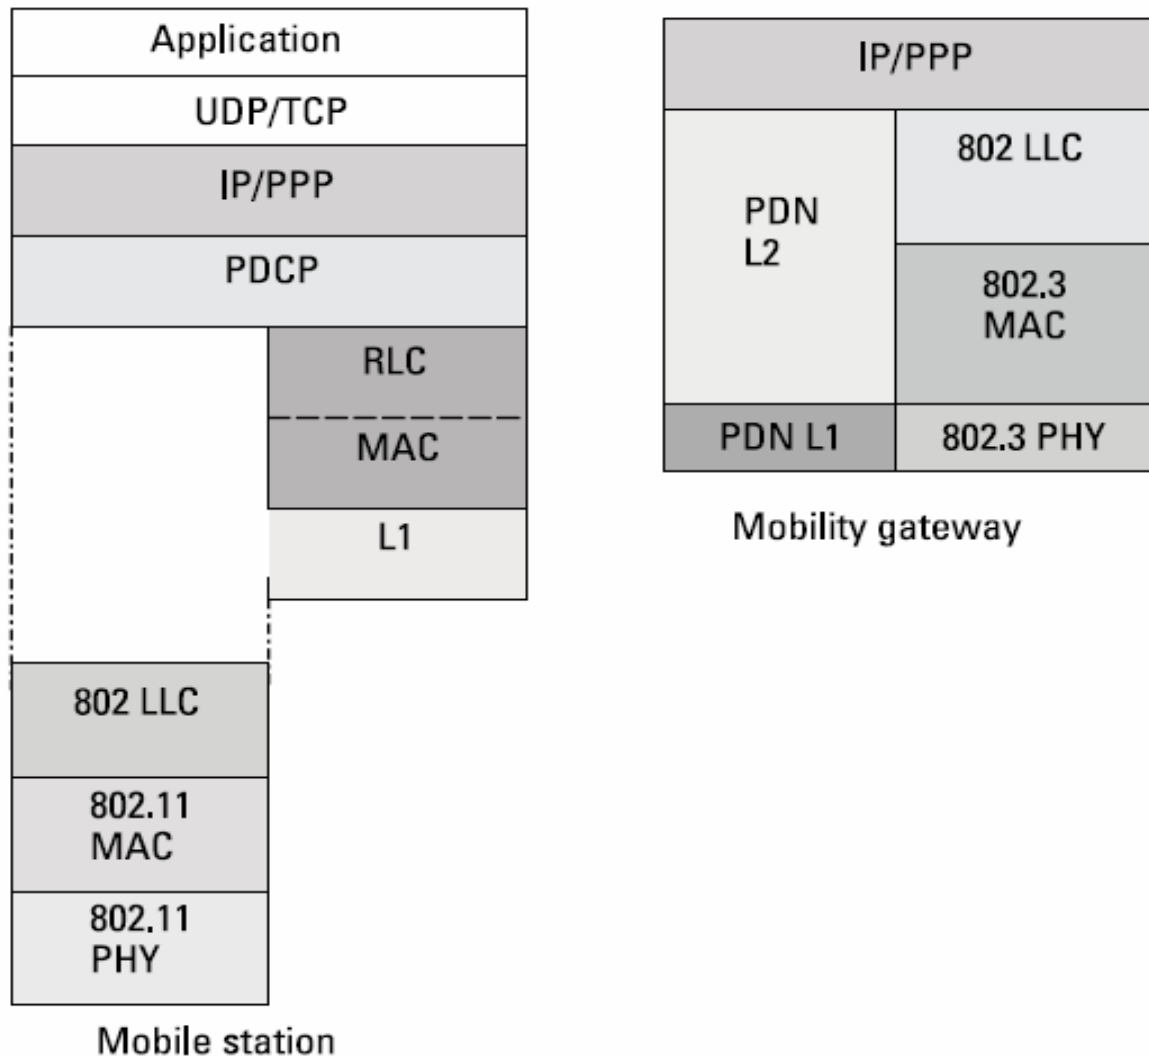 Application
UDP/TCP
IP/PPP
PDCP
RLC
MAC
L1
802 LLC
802.11
MAC
802.11
PHY
Mobile station
IP/PPP
PDN
L2
802 LLC
802.3
MAC
PDN L1
802.3 PHY
Mobility gateway